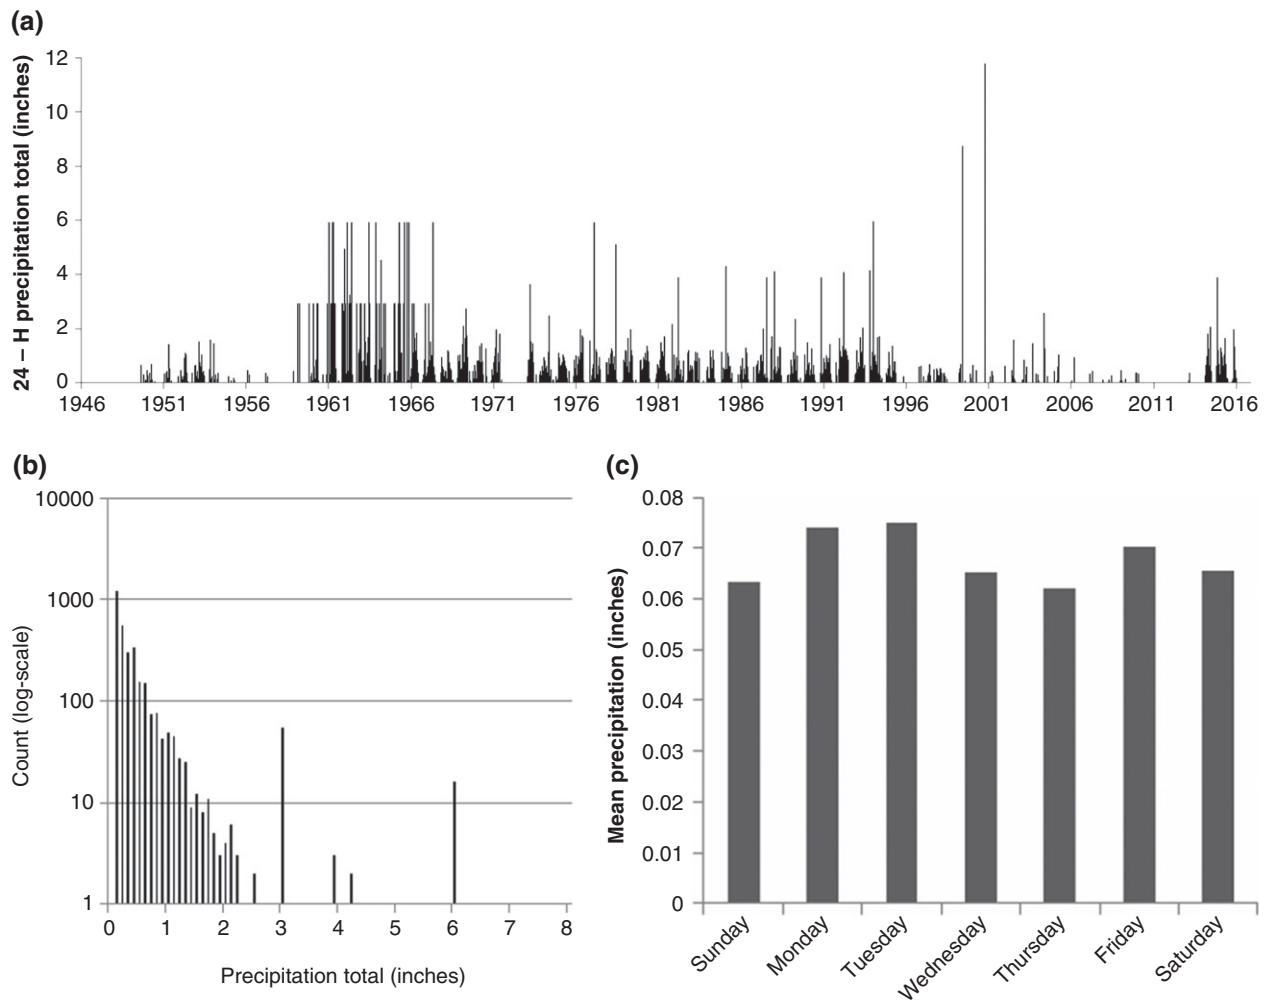 (a)
24 – H precipitation total (inches)
12
10
8
6
4
2
0
1946 1951 1956 1961 1966 1971 1976 1981 1986 1991 1996 2001 2006 2011 2016
(b)
Count (log-scale)
10000
1000
100
10
1
0 1 2 3 4 5 6 7 8
Precipitation total (inches)
(c)
Mean precipitation (inches)
0.08
0.07
0.06
0.05
0.04
0.03
0.02
0.01
0
Sunday Monday Tuesday Wednesday Thursday Friday Saturday